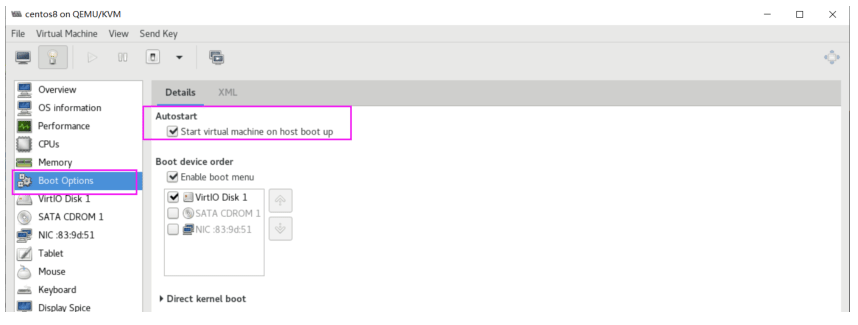 centos8 on QEMU/KVM
File Virtual Machine View Send Key
Overview
OS information
Performance
CPUs
Memory
Boot Options
VirtIO Disk 1
SATA CDROM 1
NIC :83:9d:51
Tablet
Mouse
Keyboard
Display Spice
Details XML
Autostart
Start virtual machine on host boot up
Boot device order
Enable boot menu
VirtIO Disk 1
SATA CDROM 1
NIC :83:9d:51
Direct kernel boot